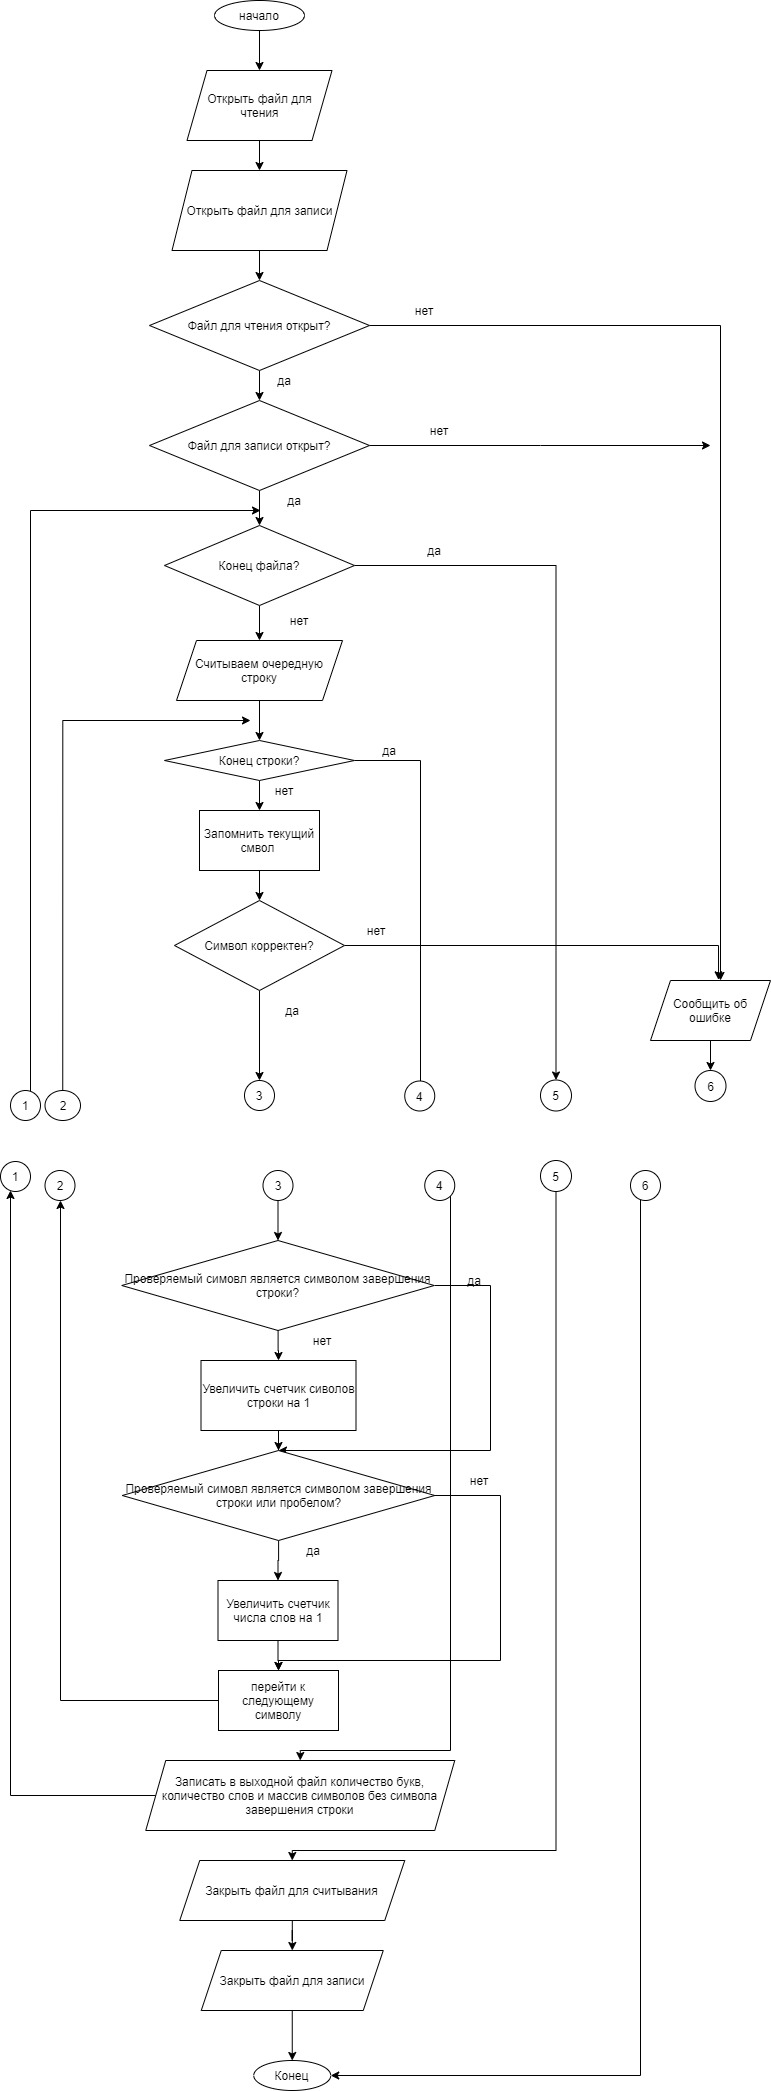 начало
Открыть файл для
чтения
Открыть файл для записи
Файл для чтения открыт?
нет
да
Файл для записи открыт?
нет
да
Конец файла?
да
нет
Считываем очередную
строку
Конец строки?
да
нет
Запомнить текущий
смвол
Символ корректен?
нет
да
Сообщить об
ошибке
1
2
3
4
5
6
1
2
3
4
5
6
Проверяемый симовл является символом завершения
строки?
да
нет
Увеличить счетчик сиволов
строки на 1
Проверяемый симовл является символом завершения
строки или пробелом?
нет
да
Увеличить счетчик
числа слов на 1
перейти к
следующему
символу
Записать в выходной файл количество букв,
количество слов и массив символов без символа
завершения строки
Закрыть файл для считывания
Закрыть файл для записи
Конец